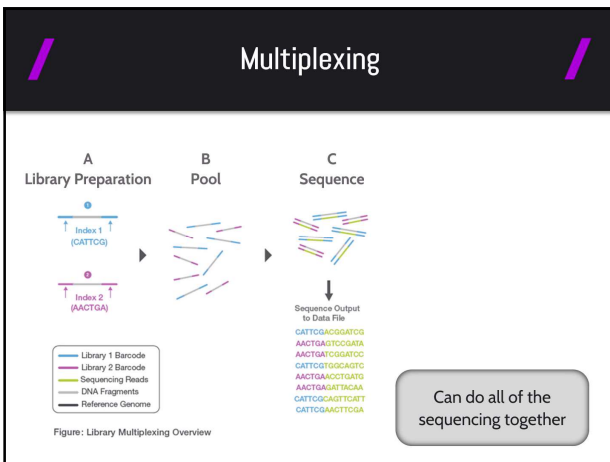 Multiplexing
A
Library Preparation
B
Pool
C
Sequence
1
Index 1
(CATTCG)
2
Index 2
(AACTGA)
Sequence Output
to Data File
CATTCGACGGATCG
AACTGAGTCCGATA
AACTGATCGGATCC
CATTCGTGGCAGTC
AACTGAACCTGATG
AACTGAGATTACAA
CATTCGCAGTTCATT
CATTCGAACTTCGA
Library 1 Barcode
Library 2 Barcode
Sequencing Reads
DNA Fragments
Reference Genome
Figure: Library Multiplexing Overview
Can do all of the
sequencing together